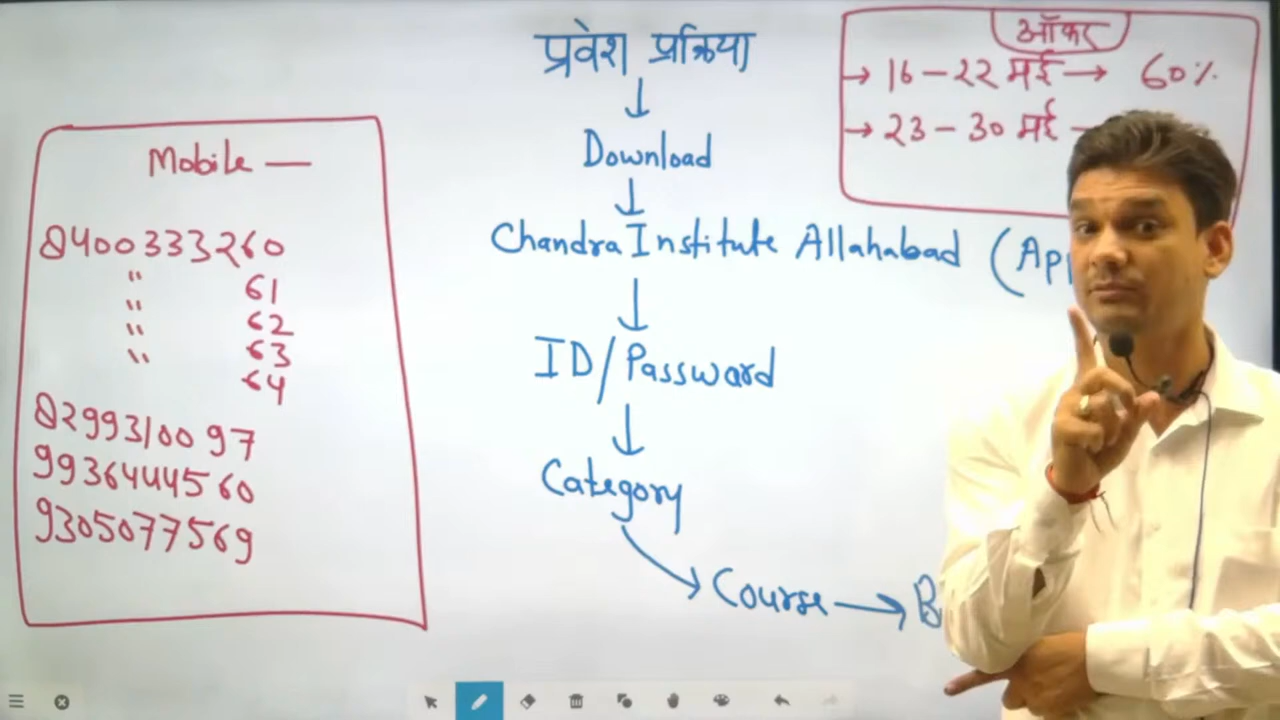 प्रवेश प्रक्रिया
↓
Download
↓
Chandra Institute Allahabad (Ap
↓
ID/Password
↓
Category
Course → B
Mobile —
8400333260
" 61
" 62
" 63
" 64
8299310097
9936444560
9305077569
ऑफर
→ 16 – 22 मई → 60%
→ 23 – 30 मई –